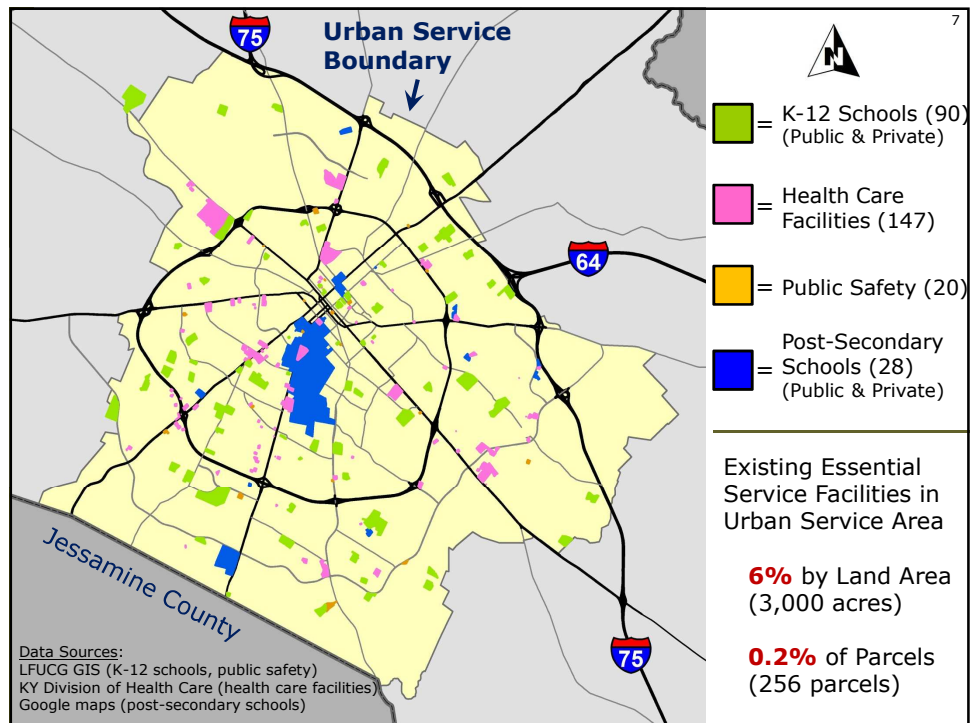 7
75
Urban Service
Boundary
N
= K-12 Schools (90)
(Public & Private)
= Health Care
Facilities (147)
64
= Public Safety (20)
Post-Secondary
= Schools (28)
(Public & Private)
Existing Essential
Service Facilities in
Urban Service Area
6% by Land Area
(3,000 acres)
0.2% of Parcels
(256 parcels)
Jessamine County
75
Data Sources:
LFUCG GIS (K-12 schools, public safety)
KY Division of Health Care (health care facilities)
Google maps (post-secondary schools)